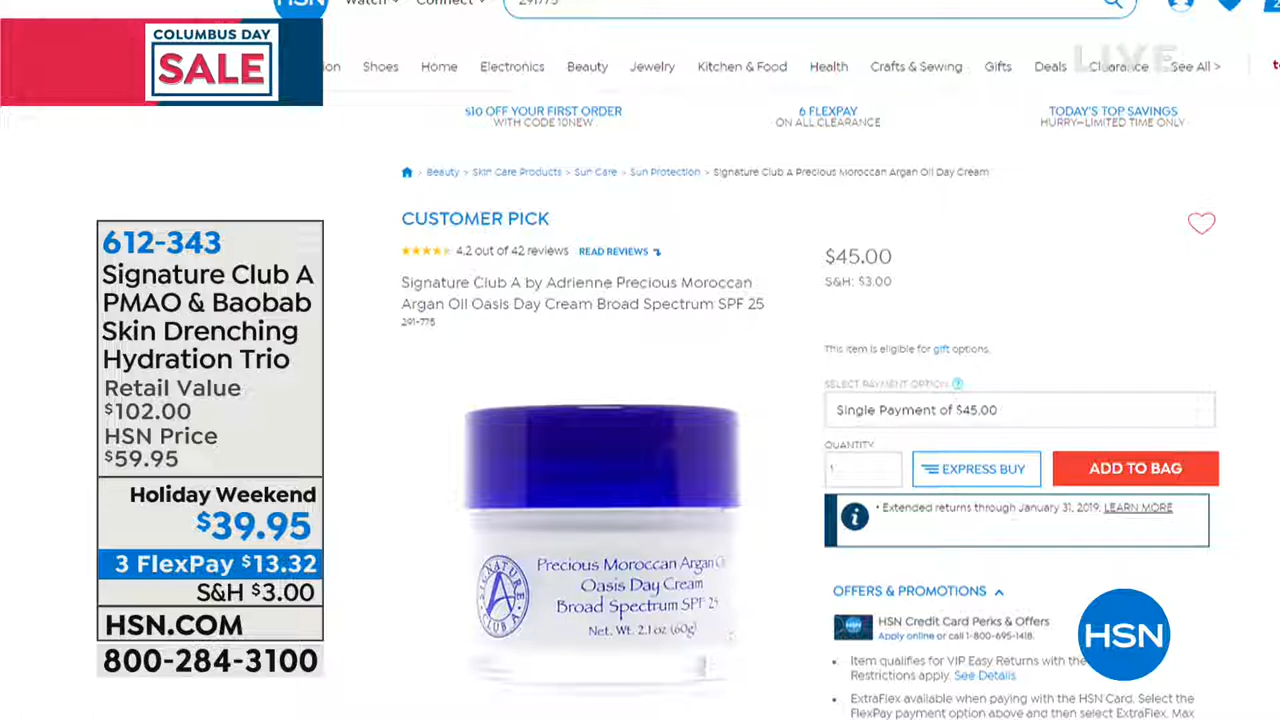 HSN
Watch
Connect
291775
COLUMBUS DAY
SALE
LIVE
Shoes
Home
Electronics
Beauty
Jewelry
Kitchen & Food
Health
Crafts & Sewing
Gifts
Deals
Clearance
See All >
$10 OFF YOUR FIRST ORDER
WITH CODE 10NEW
6 FLEXPAY
ON ALL CLEARANCE
TODAY'S TOP SAVINGS
HURRY–LIMITED TIME ONLY
> Beauty > Skin Care Products > Sun Care > Sun Protection > Signature Club A Precious Moroccan Argan Oil Day Cream
612-343
Signature Club A
PMAO & Baobab
Skin Drenching
Hydration Trio
Retail Value
$102.00
HSN Price
$59.95
Holiday Weekend
$39.95
3 FlexPay $13.32
S&H $3.00
HSN.COM
800-284-3100
CUSTOMER PICK
4.2 out of 42 reviews READ REVIEWS
Signature Club A by Adrienne Precious Moroccan
Argan Oil Oasis Day Cream Broad Spectrum SPF 25
291-775
SIGNATURE CLUB A
Precious Moroccan Argan
Oasis Day Cream
Broad Spectrum SPF 25
Net. Wt. 2.1 oz (60g)
$45.00
S&H: $3.00
This item is eligible for gift options.
SELECT PAYMENT OPTION ?
Single Payment of $45.00
QUANTITY
1
EXPRESS BUY
ADD TO BAG
• Extended returns through January 31, 2019. LEARN MORE
OFFERS & PROMOTIONS
HSN Credit Card Perks & Offers
Apply online or call 1-800-695-1418.
• Item qualifies for VIP Easy Returns with the
Restrictions apply. See Details
• ExtraFlex available when paying with the HSN Card. Select the
FlexPay payment option above and then select ExtraFlex. Max
HSN